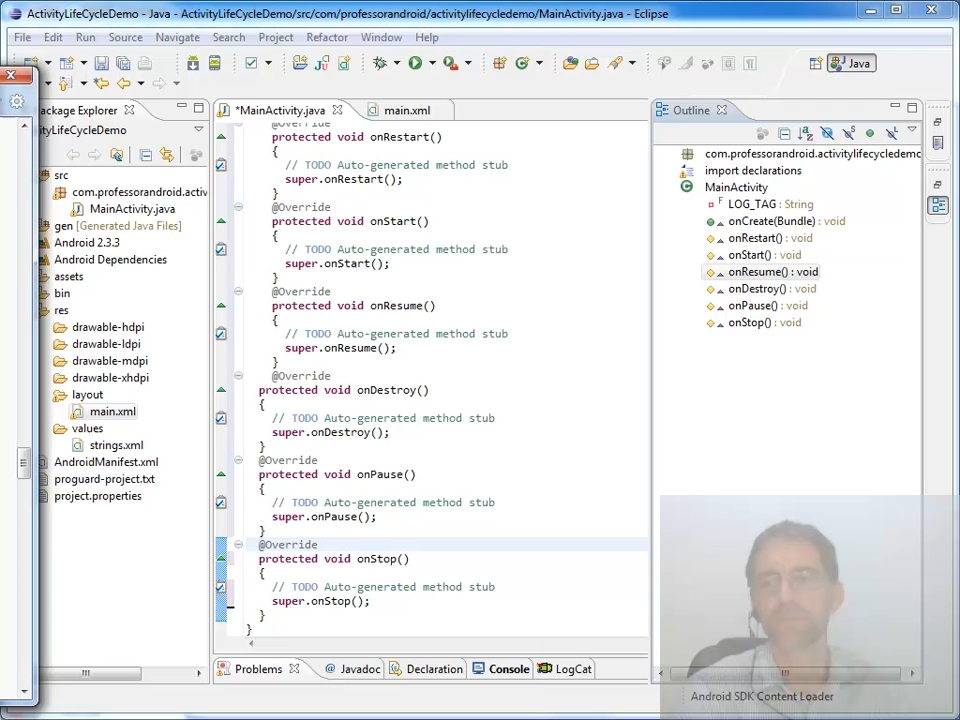 ActivityLifeCycleDemo - Java - ActivityLifeCycleDemo/src/com/professorandroid/activitylifecycledemo/MainActivity.java - Eclipse
File Edit Run Source Navigate Search Project Refactor Window Help
Java
ackage Explorer
*MainActivity.java
main.xml
Outline
tyLifeCycleDemo
src
com.professorandroid.activ
MainActivity.java
gen [Generated Java Files]
Android 2.3.3
Android Dependencies
assets
bin
res
drawable-hdpi
drawable-ldpi
drawable-mdpi
drawable-xhdpi
layout
main.xml
values
strings.xml
AndroidManifest.xml
proguard-project.txt
project.properties
@Override
protected void onRestart()
{
// TODO Auto-generated method stub
super.onRestart();
}
@Override
protected void onStart()
{
// TODO Auto-generated method stub
super.onStart();
}
@Override
protected void onResume()
{
// TODO Auto-generated method stub
super.onResume();
}
@Override
protected void onDestroy()
{
// TODO Auto-generated method stub
super.onDestroy();
}
@Override
protected void onPause()
{
// TODO Auto-generated method stub
super.onPause();
}
@Override
protected void onStop()
{
// TODO Auto-generated method stub
super.onStop();
}
}
com.professorandroid.activitylifecycledemo
import declarations
MainActivity
LOG_TAG : String
onCreate(Bundle) : void
onRestart() : void
onStart() : void
onResume() : void
onDestroy() : void
onPause() : void
onStop() : void
Problems
@ Javadoc
Declaration
Console
LogCat
Android SDK Content Loader